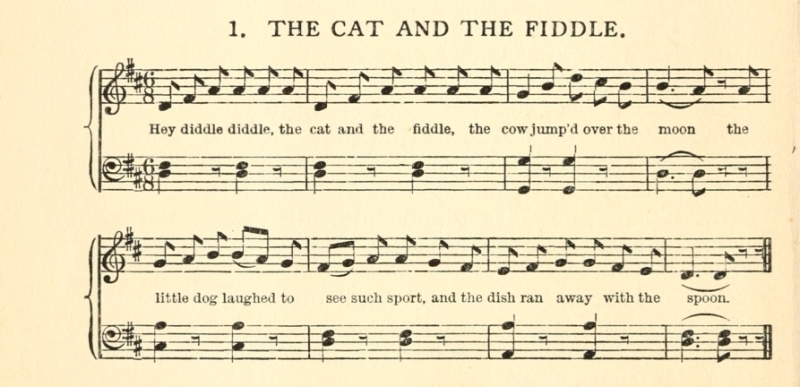 1. THE CAT AND THE FIDDLE.
6 8
Hey diddle diddle, the cat and the fiddle, the cow jump'd over the moon the
6 8
little dog laughed to see such sport, and the dish ran away with the spoon.